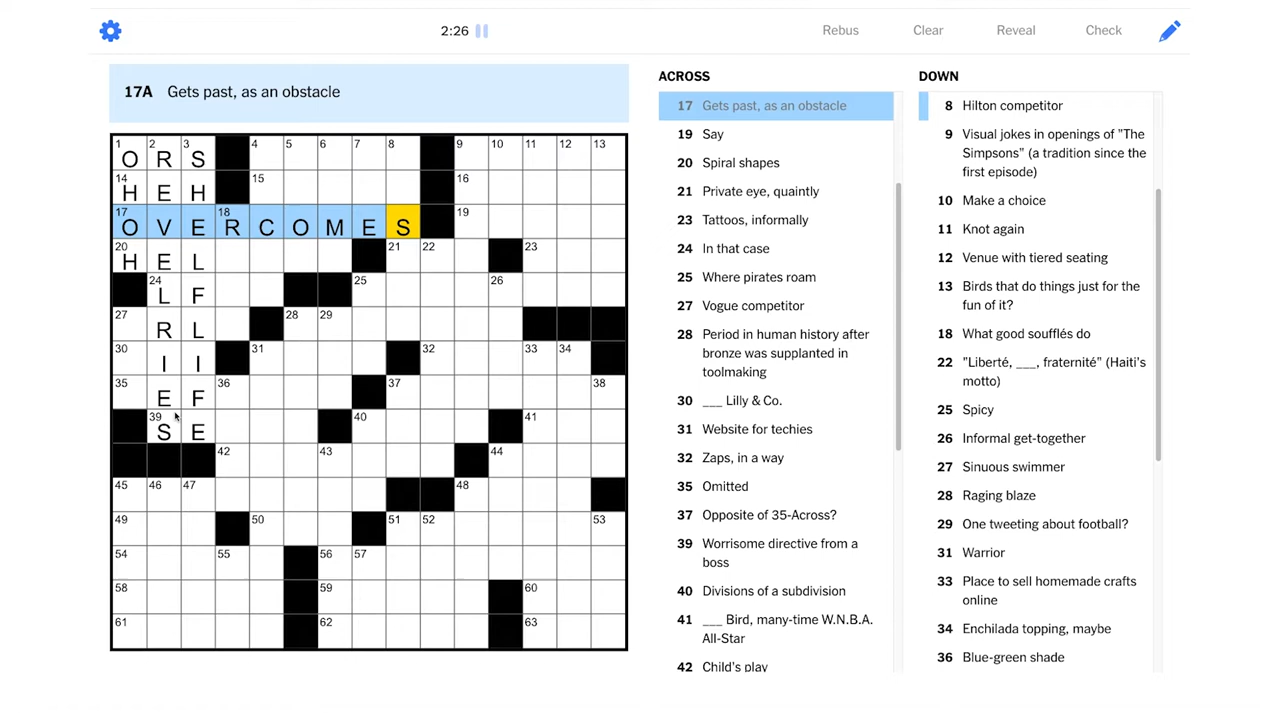 2:26
Rebus Clear Reveal Check
17A Gets past, as an obstacle
1 2 3 4 5 6 7 8 9 10 11 12 13
O R S
14 15 16
H E H
17 18 19
O V E R C O M E S
20 21 22 23
H E L
24 25 26
L F
27 28 29
R L
30 31 32 33 34
I I
35 36 37 38
E F
39 40 41
S E
42 43 44
45 46 47 48
49 50 51 52 53
54 55 56 57
58 59 60
61 62 63
ACROSS
17 Gets past, as an obstacle
19 Say
20 Spiral shapes
21 Private eye, quaintly
23 Tattoos, informally
24 In that case
25 Where pirates roam
27 Vogue competitor
28 Period in human history after
bronze was supplanted in
toolmaking
30 ___ Lilly & Co.
31 Website for techies
32 Zaps, in a way
35 Omitted
37 Opposite of 35-Across?
39 Worrisome directive from a
boss
40 Divisions of a subdivision
41 ___ Bird, many-time W.N.B.A.
All-Star
42 Child's play
DOWN
8 Hilton competitor
9 Visual jokes in openings of "The
Simpsons" (a tradition since the
first episode)
10 Make a choice
11 Knot again
12 Venue with tiered seating
13 Birds that do things just for the
fun of it?
18 What good soufflés do
22 "Liberté, ___, fraternité" (Haiti's
motto)
25 Spicy
26 Informal get-together
27 Sinuous swimmer
28 Raging blaze
29 One tweeting about football?
31 Warrior
33 Place to sell homemade crafts
online
34 Enchilada topping, maybe
36 Blue-green shade